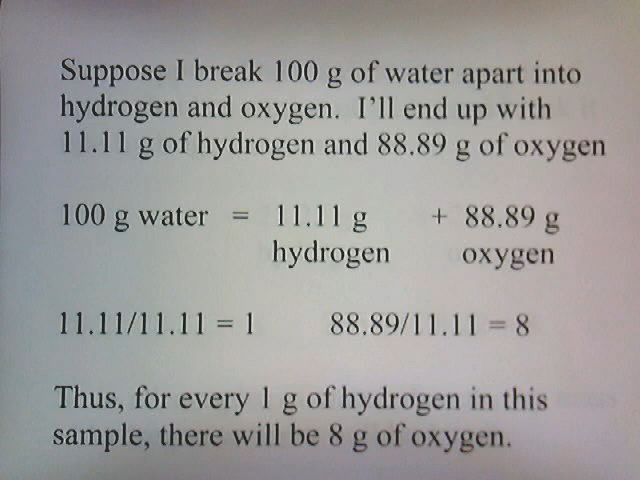 Suppose I break 100 g of water apart into
hydrogen and oxygen. I'll end up with
11.11 g of hydrogen and 88.89 g of oxygen
100 g water = 11.11 g + 88.89 g
hydrogen oxygen
11.11/11.11 = 1 88.89/11.11 = 8
Thus, for every 1 g of hydrogen in this
sample, there will be 8 g of oxygen.